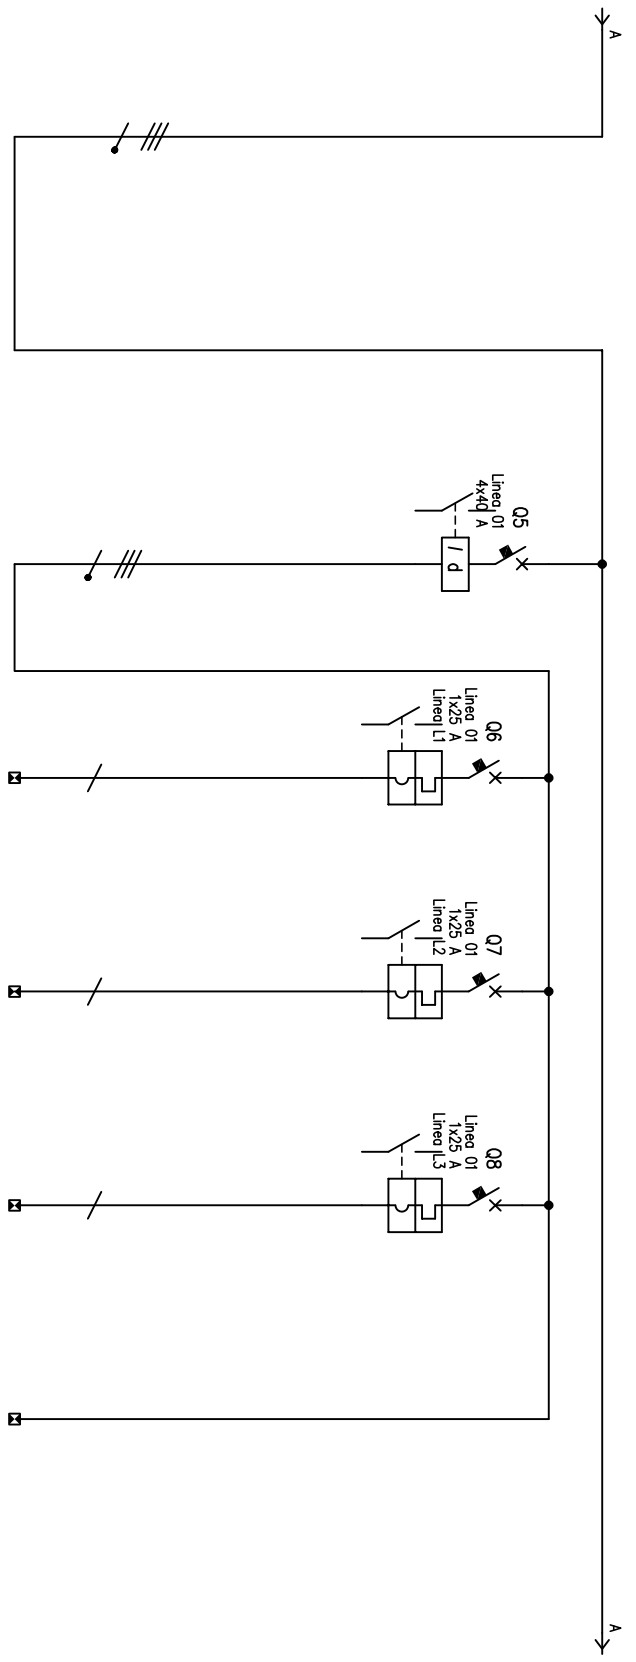 A
Q5
Linea 01
4x40 A
I d
Q6
Linea 01
1x25 A
Linea L1
Q7
Linea 01
1x25 A
Linea L2
Q8
Linea 01
1x25 A
Linea L3
A